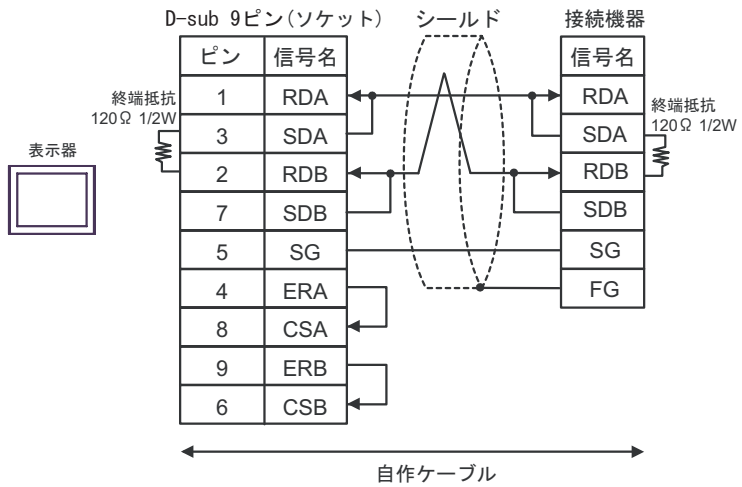 D-sub 9ピン(ソケット) シールド 接続機器
ピン 信号名 信号名
1 RDA RDA
3 SDA SDA
2 RDB RDB
7 SDB SDB
5 SG SG
4 ERA FG
8 CSA
9 ERB
6 CSB
終端抵抗
120Ω 1/2W
終端抵抗
120Ω 1/2W
表示器
自作ケーブル